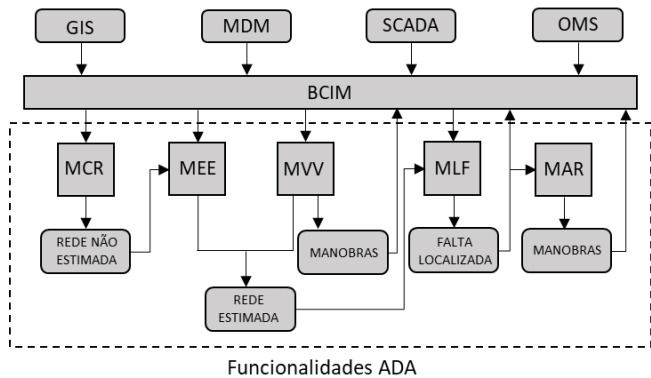 GIS
MDM
SCADA
OMS
BCIM
MCR
MEE
MVV
MLF
MAR
REDE NÃO
ESTIMADA
MANOBRAS
FALTA
LOCALIZADA
MANOBRAS
REDE
ESTIMADA
Funcionalidades ADA